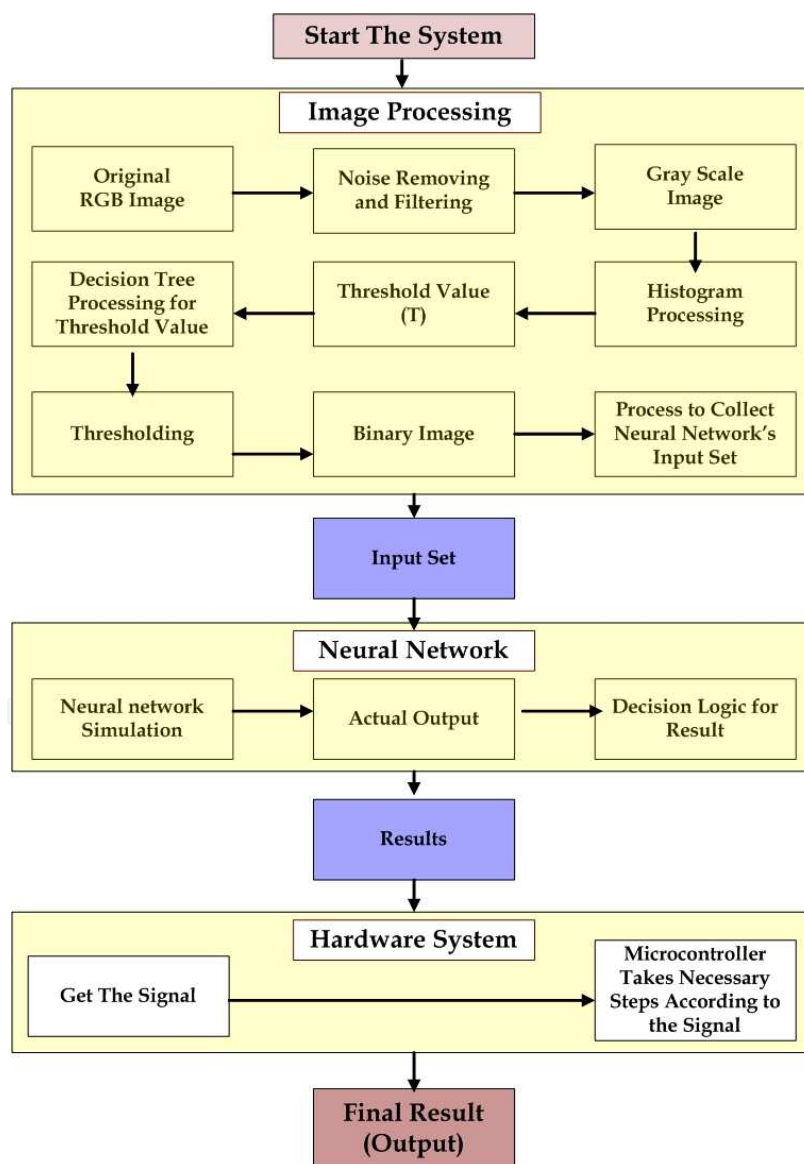 Start The System
Image Processing
Original
RGB Image
Noise Removing
and Filtering
Gray Scale
Image
Decision Tree
Processing for
Threshold Value
Threshold Value
(T)
Histogram
Processing
Thresholding
Binary Image
Process to Collect
Neural Network's
Input Set
Input Set
Neural Network
Neural network
Simulation
Actual Output
Decision Logic for
Result
Results
Hardware System
Get The Signal
Microcontroller
Takes Necessary
Steps According to
the Signal
Final Result
(Output)